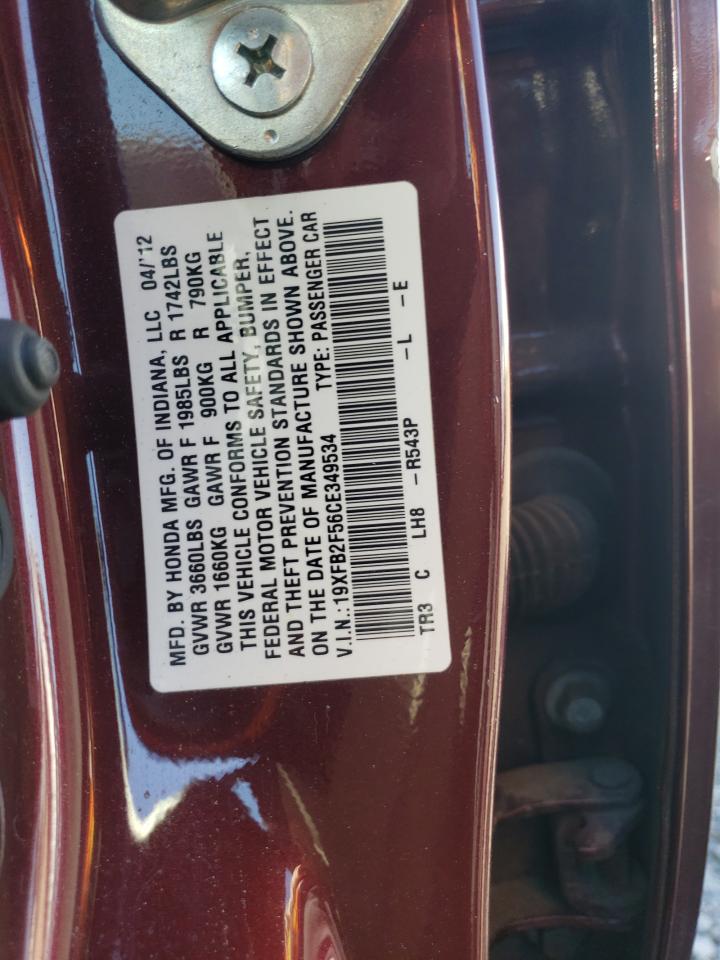 MFD. BY HONDA MFG. OF INDIANA, LLC 04/'12
GVWR 3660LBS GAWR F 1985LBS R 1742LBS
GVWR 1660KG GAWR F 900KG R 790KG
THIS VEHICLE CONFORMS TO ALL APPLICABLE
FEDERAL MOTOR VEHICLE SAFETY, BUMPER,
AND THEFT PREVENTION STANDARDS IN EFFECT
ON THE DATE OF MANUFACTURE SHOWN ABOVE.
V.I.N.: 19XFB2F56CE349534 TYPE: PASSENGER CAR
TR3 C LH8 -R543P -L -E